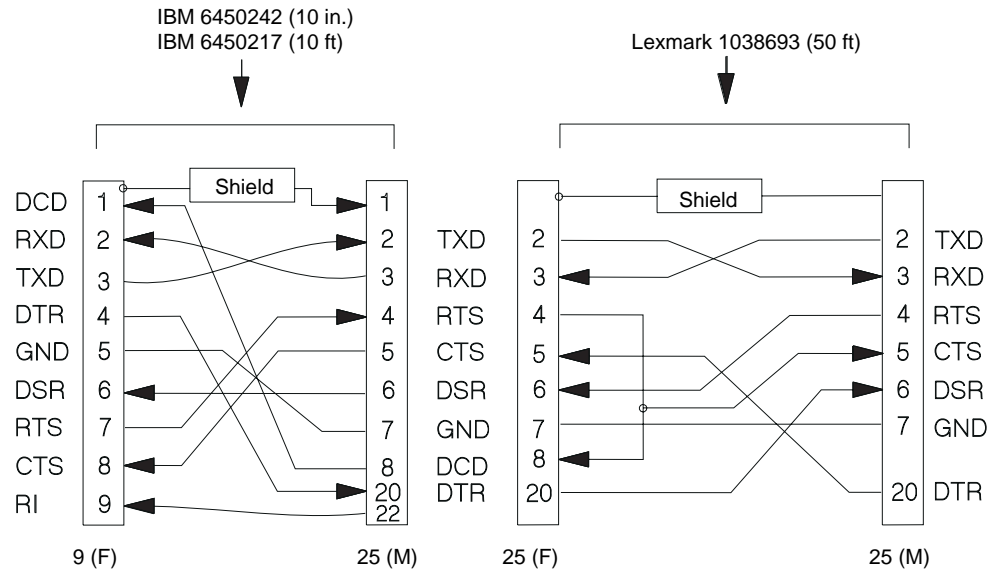 IBM 6450242 (10 in.)
IBM 6450217 (10 ft)
Lexmark 1038693 (50 ft)
Shield
DCD 1 1
RXD 2 2
TXD 3 3
DTR 4 4
GND 5 5
DSR 6 6
RTS 7 7
CTS 8 8
20
RI 9 22
9 (F) 25 (M)
Shield
TXD 2 2 TXD
RXD 3 3 RXD
RTS 4 4 RTS
CTS 5 5 CTS
DSR 6 6 DSR
GND 7 7 GND
DCD 8
DTR 20 20 DTR
25 (F) 25 (M)